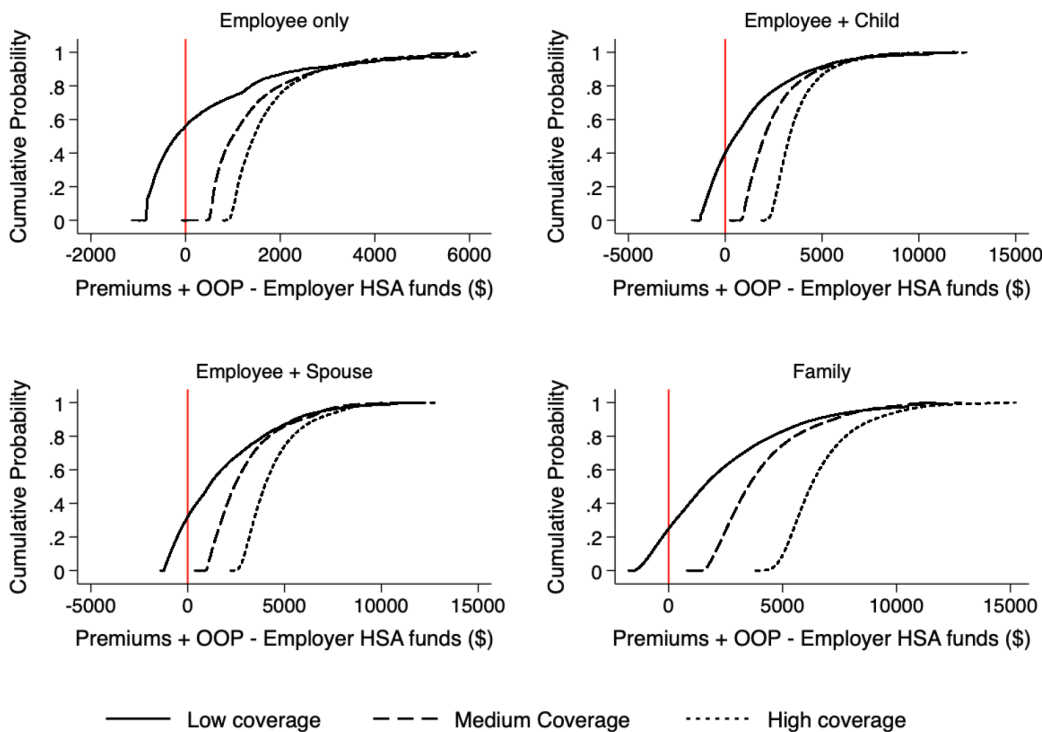 Employee only
Cumulative Probability
1
.8
.6
.4
.2
0
-2000 0 2000 4000 6000
Premiums + OOP - Employer HSA funds ($)
Employee + Child
Cumulative Probability
1
.8
.6
.4
.2
0
-5000 0 5000 10000 15000
Premiums + OOP - Employer HSA funds ($)
Employee + Spouse
Cumulative Probability
1
.8
.6
.4
.2
0
-5000 0 5000 10000 15000
Premiums + OOP - Employer HSA funds ($)
Family
Cumulative Probability
1
.8
.6
.4
.2
0
0 5000 10000 15000
Premiums + OOP - Employer HSA funds ($)
Low coverage Medium Coverage High coverage